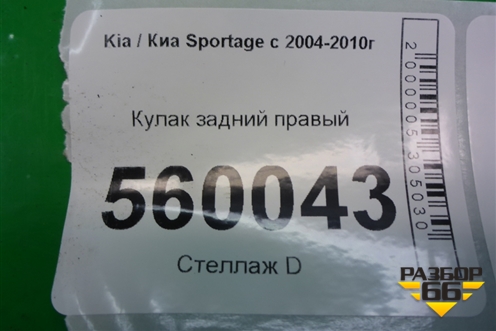 Kia / Киа Sportage с 2004-2010г
Кулак задний правый
560043
Стеллаж D
2000005305030
РАЗБОР
66